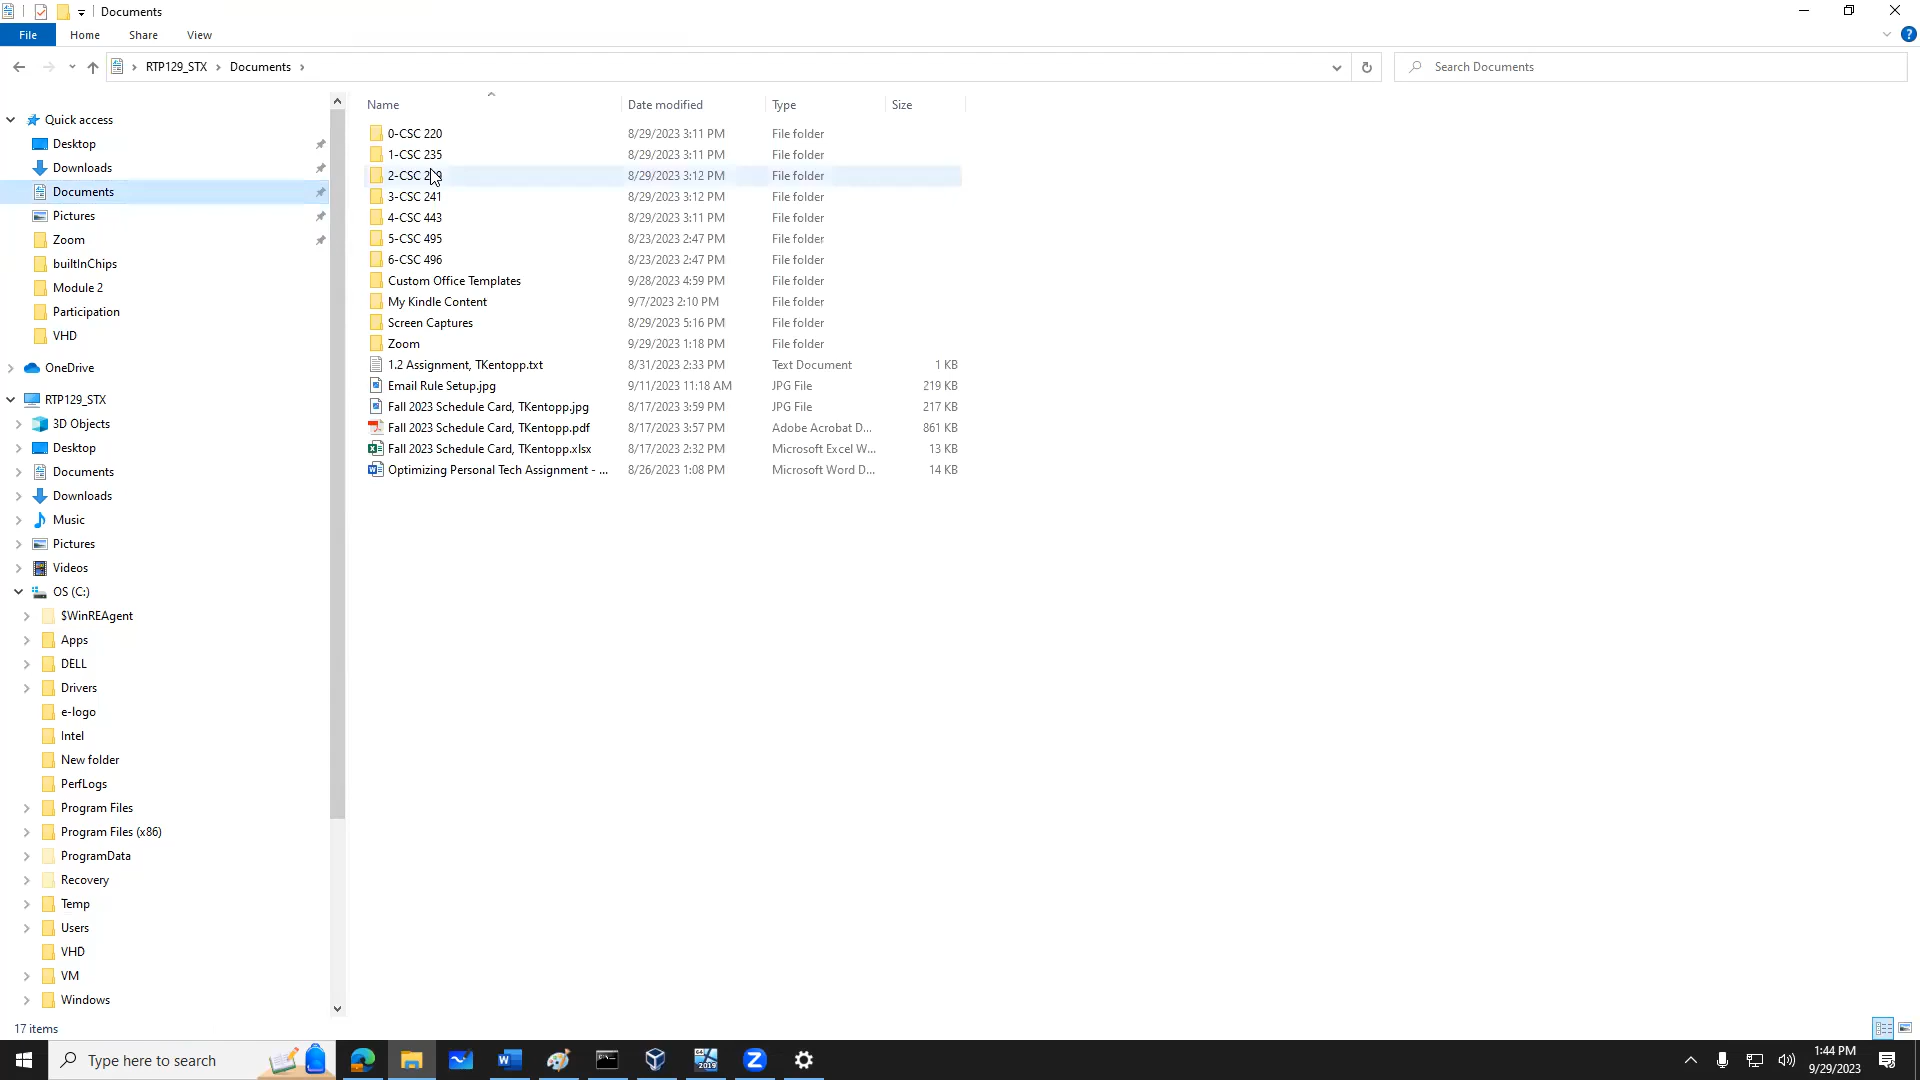 Documents
File Home Share View
RTP129_STX Documents
Search Documents
Name Date modified Type Size
Quick access
Desktop
Downloads
Documents
Pictures
Zoom
builtInChips
Module 2
Participation
VHD
OneDrive
RTP129_STX
3D Objects
Desktop
Documents
Downloads
Music
Pictures
Videos
OS (C:)
$WinREAgent
Apps
DELL
Drivers
e-logo
Intel
New folder
PerfLogs
Program Files
Program Files (x86)
ProgramData
Recovery
Temp
Users
VHD
VM
Windows
0-CSC 220 8/29/2023 3:11 PM File folder
1-CSC 235 8/29/2023 3:11 PM File folder
2-CSC 8/29/2023 3:12 PM File folder
3-CSC 241 8/29/2023 3:12 PM File folder
4-CSC 443 8/29/2023 3:11 PM File folder
5-CSC 495 8/23/2023 2:47 PM File folder
6-CSC 496 8/23/2023 2:47 PM File folder
Custom Office Templates 9/28/2023 4:59 PM File folder
My Kindle Content 9/7/2023 2:10 PM File folder
Screen Captures 8/29/2023 5:16 PM File folder
Zoom 9/29/2023 1:18 PM File folder
1.2 Assignment, TKentopp.txt 8/31/2023 2:33 PM Text Document 1 KB
Email Rule Setup.jpg 9/11/2023 11:18 AM JPG File 219 KB
Fall 2023 Schedule Card, TKentopp.jpg 8/17/2023 3:59 PM JPG File 217 KB
Fall 2023 Schedule Card, TKentopp.pdf 8/17/2023 3:57 PM Adobe Acrobat D... 861 KB
Fall 2023 Schedule Card, TKentopp.xlsx 8/17/2023 2:32 PM Microsoft Excel W... 13 KB
Optimizing Personal Tech Assignment - ... 8/26/2023 1:08 PM Microsoft Word D... 14 KB
17 items
Type here to search
1:44 PM
9/29/2023